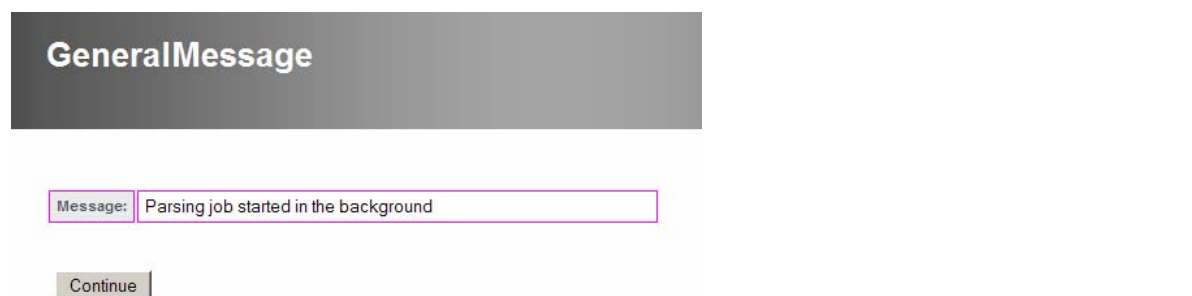 GeneralMessage
Message: Parsing job started in the background
Continue